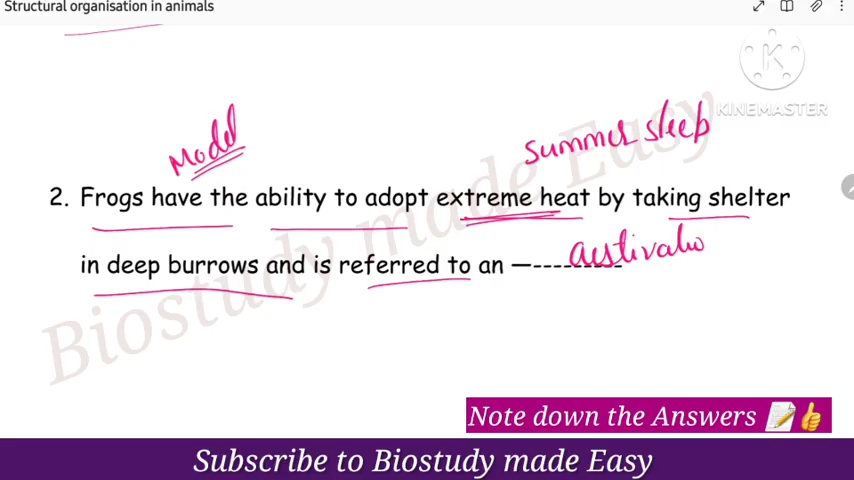 Structural organisation in animals
KINEMASTER
Model
Summer sleep
2. Frogs have the ability to adopt extreme heat by taking shelter
in deep burrows and is referred to an —----------
aestivatio
Biostudy made Easy
Note down the Answers 📝👍
Subscribe to Biostudy made Easy